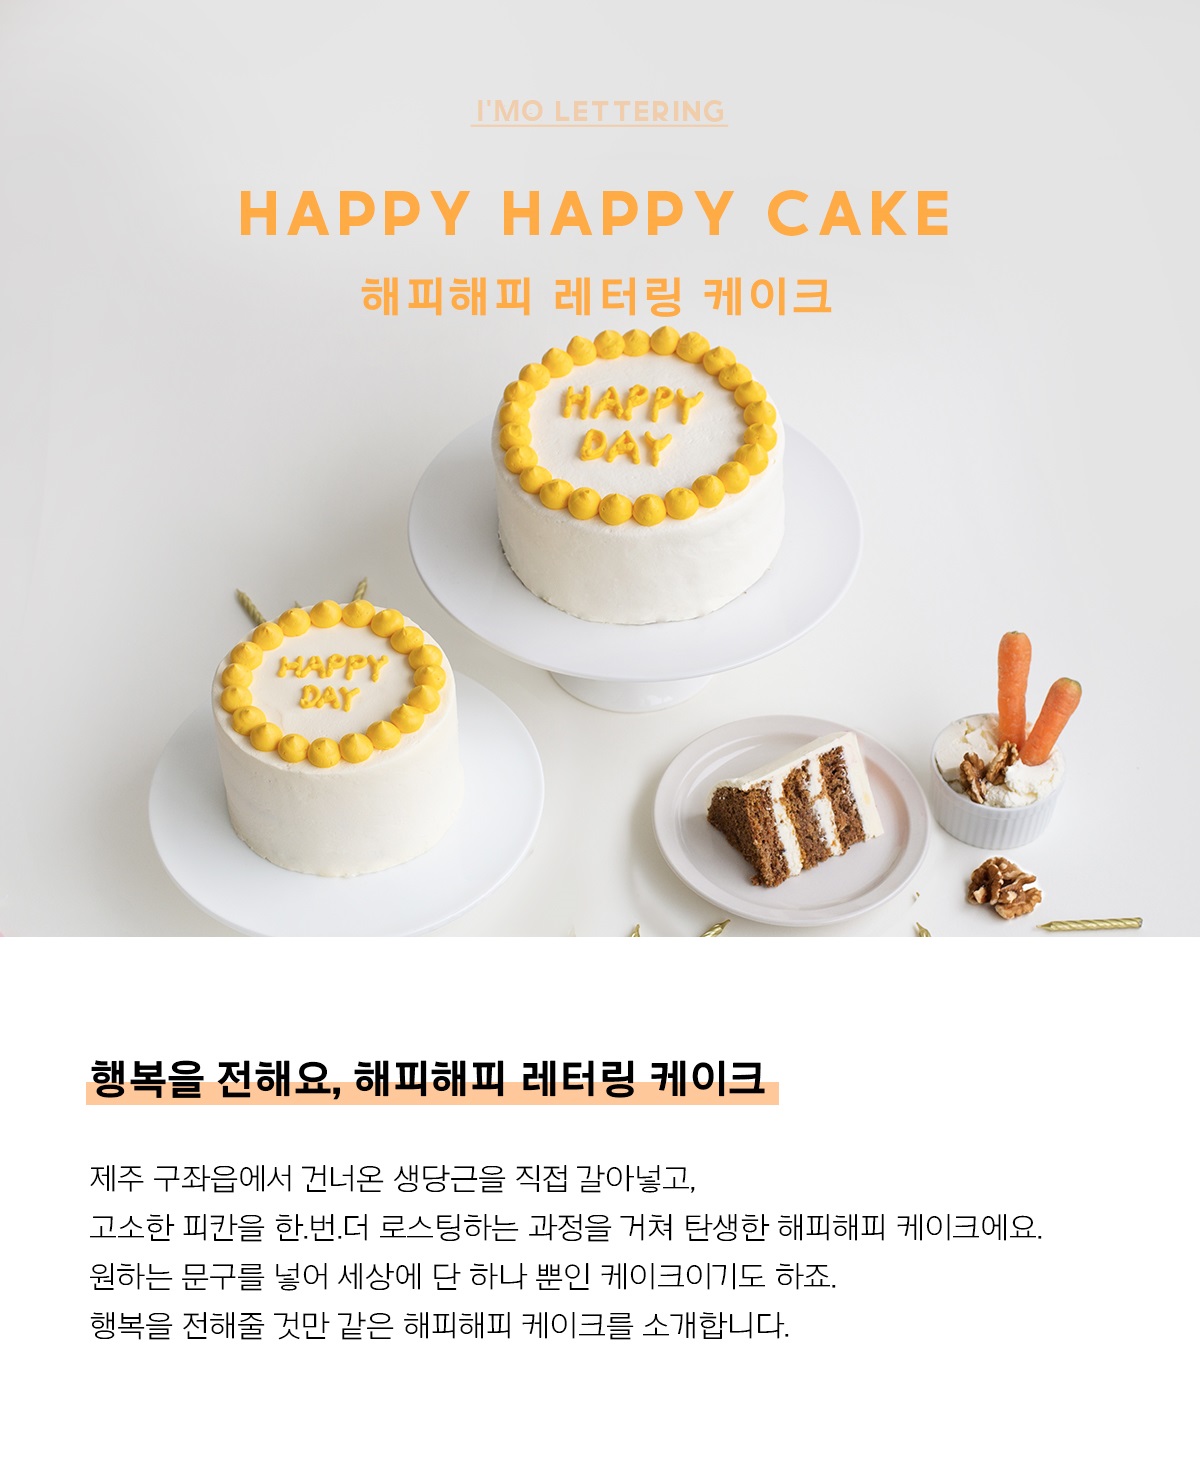 I'MO LETTERING
HAPPY HAPPY CAKE
해피해피 레터링 케이크
HAPPY
DAY
HAPPY
DAY
행복을 전해요, 해피해피 레터링 케이크
제주 구좌읍에서 건너온 생당근을 직접 갈아넣고,
고소한 피칸을 한.번.더 로스팅하는 과정을 거쳐 탄생한 해피해피 케이크에요.
원하는 문구를 넣어 세상에 단 하나 뿐인 케이크이기도 하죠.
행복을 전해줄 것만 같은 해피해피 케이크를 소개합니다.